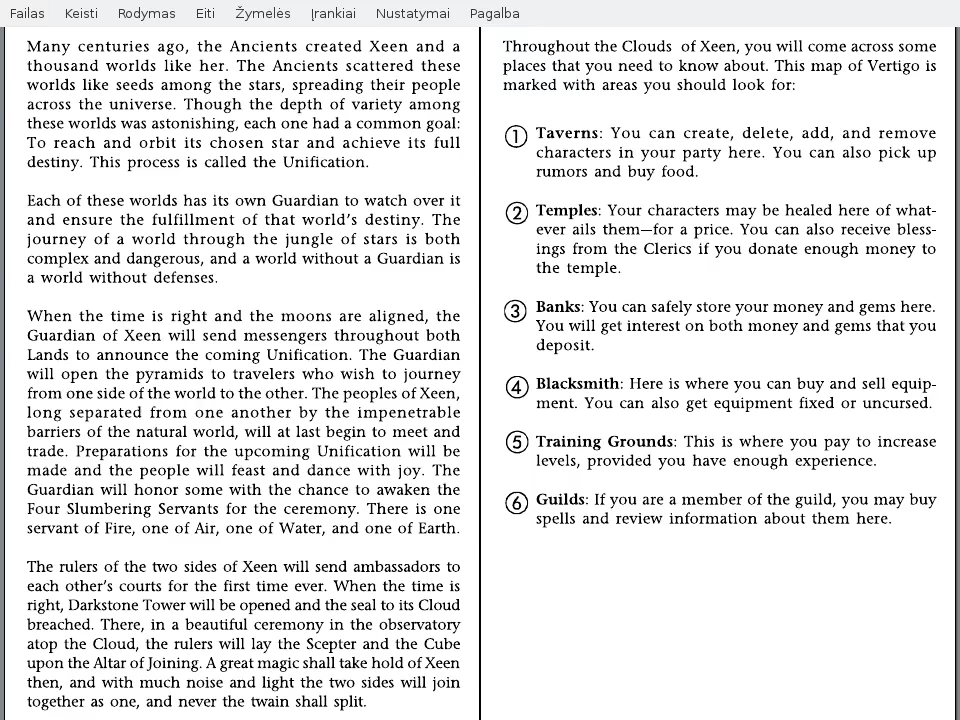 Failas Keisti Rodymas Eiti Žymelės Įrankiai Nustatymai Pagalba
Many centuries ago, the Ancients created Xeen and a
thousand worlds like her. The Ancients scattered these
worlds like seeds among the stars, spreading their people
across the universe. Though the depth of variety among
these worlds was astonishing, each one had a common goal:
To reach and orbit its chosen star and achieve its full
destiny. This process is called the Unification.
Each of these worlds has its own Guardian to watch over it
and ensure the fulfillment of that world's destiny. The
journey of a world through the jungle of stars is both
complex and dangerous, and a world without a Guardian is
a world without defenses.
When the time is right and the moons are aligned, the
Guardian of Xeen will send messengers throughout both
Lands to announce the coming Unification. The Guardian
will open the pyramids to travelers who wish to journey
from one side of the world to the other. The peoples of Xeen,
long separated from one another by the impenetrable
barriers of the natural world, will at last begin to meet and
trade. Preparations for the upcoming Unification will be
made and the people will feast and dance with joy. The
Guardian will honor some with the chance to awaken the
Four Slumbering Servants for the ceremony. There is one
servant of Fire, one of Air, one of Water, and one of Earth.
The rulers of the two sides of Xeen will send ambassadors to
each other's courts for the first time ever. When the time is
right, Darkstone Tower will be opened and the seal to its Cloud
breached. There, in a beautiful ceremony in the observatory
atop the Cloud, the rulers will lay the Scepter and the Cube
upon the Altar of Joining. A great magic shall take hold of Xeen
then, and with much noise and light the two sides will join
together as one, and never the twain shall split.
Throughout the Clouds of Xeen, you will come across some
places that you need to know about. This map of Vertigo is
marked with areas you should look for:
① Taverns: You can create, delete, add, and remove
characters in your party here. You can also pick up
rumors and buy food.
② Temples: Your characters may be healed here of what-
ever ails them—for a price. You can also receive bless-
ings from the Clerics if you donate enough money to
the temple.
③ Banks: You can safely store your money and gems here.
You will get interest on both money and gems that you
deposit.
④ Blacksmith: Here is where you can buy and sell equip-
ment. You can also get equipment fixed or uncursed.
⑤ Training Grounds: This is where you pay to increase
levels, provided you have enough experience.
⑥ Guilds: If you are a member of the guild, you may buy
spells and review information about them here.